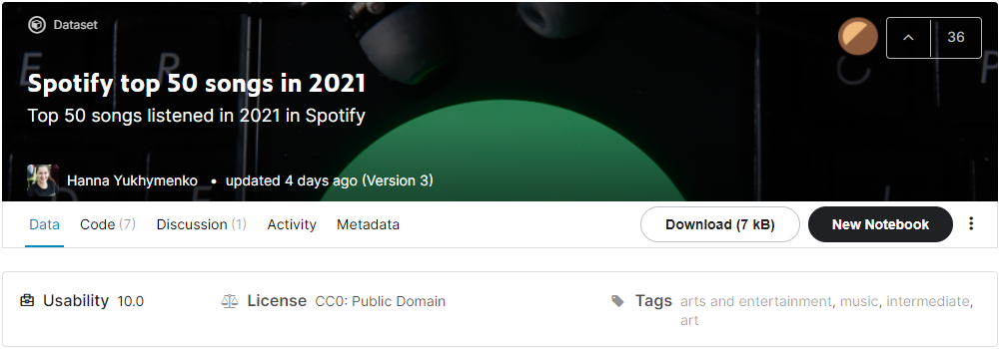 Dataset
36
Spotify top 50 songs in 2021
Top 50 songs listened in 2021 in Spotify
Hanna Yukhymenko • updated 4 days ago (Version 3)
Data Code (7) Discussion (1) Activity Metadata Download (7 kB) New Notebook
Usability 10.0 License CC0: Public Domain Tags arts and entertainment, music, intermediate,
art